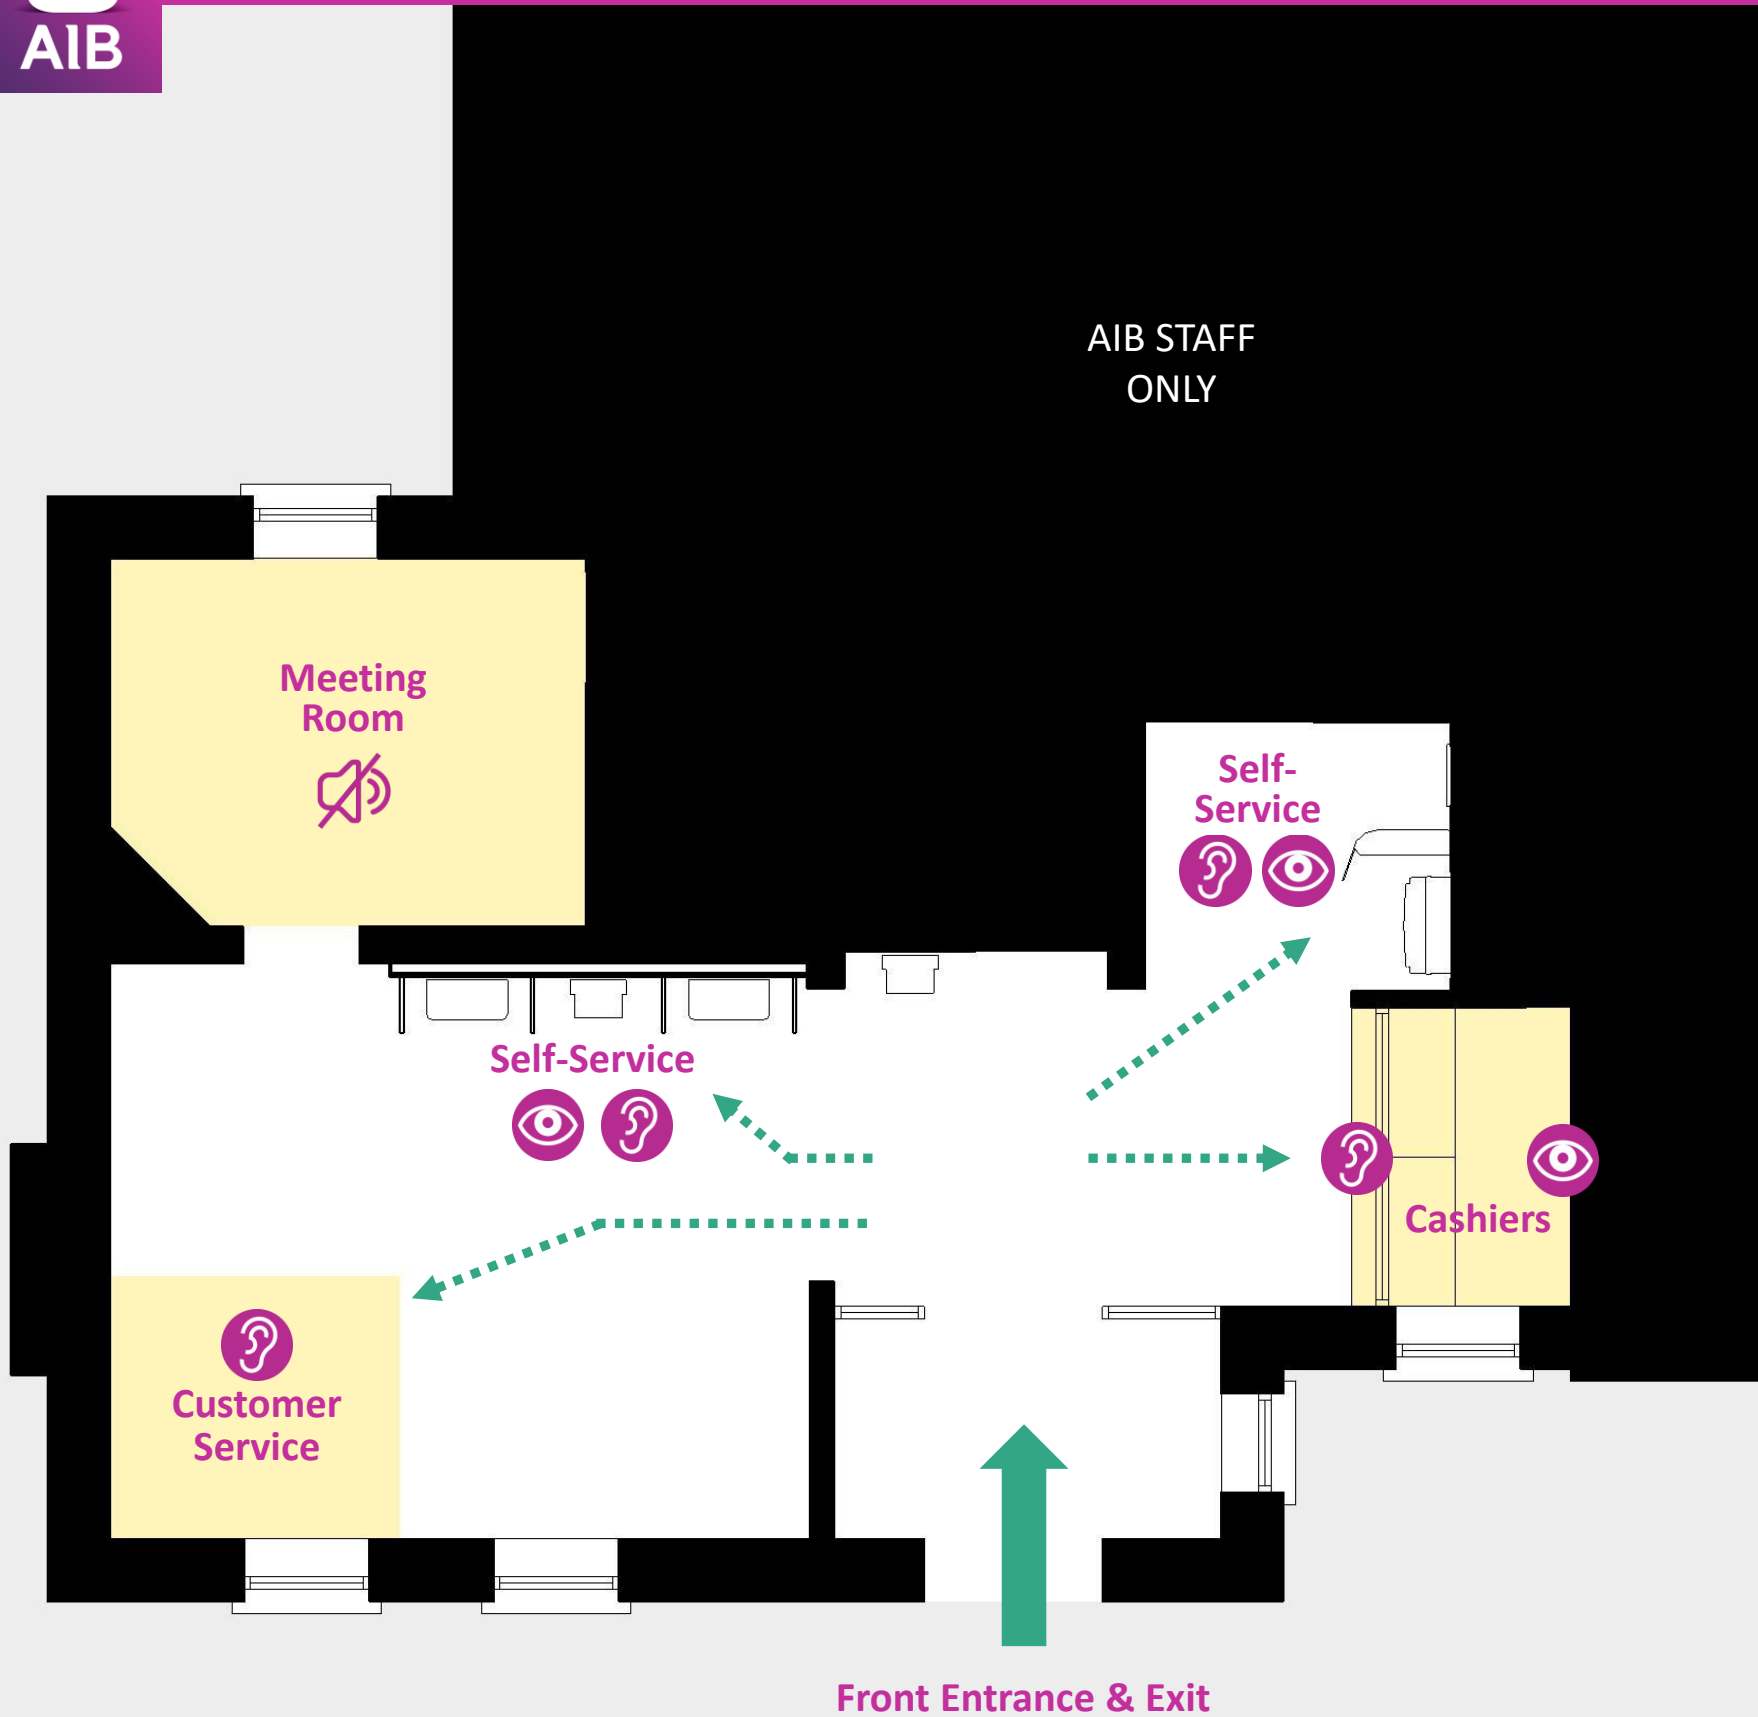 AIB
AIB STAFF
ONLY
Meeting
Room
Self-
Service
Self-Service
Cashiers
Customer
Service
Front Entrance & Exit